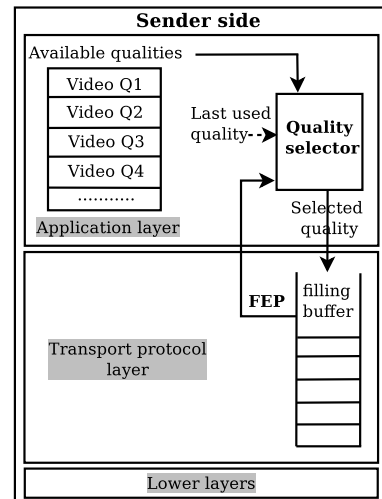 Sender side
Available qualities
Video Q1
Video Q2
Video Q3
Video Q4
...........
Last used
quality
Quality
selector
Application layer
Selected
quality
FEP
filling
buffer
Transport protocol
layer
Lower layers